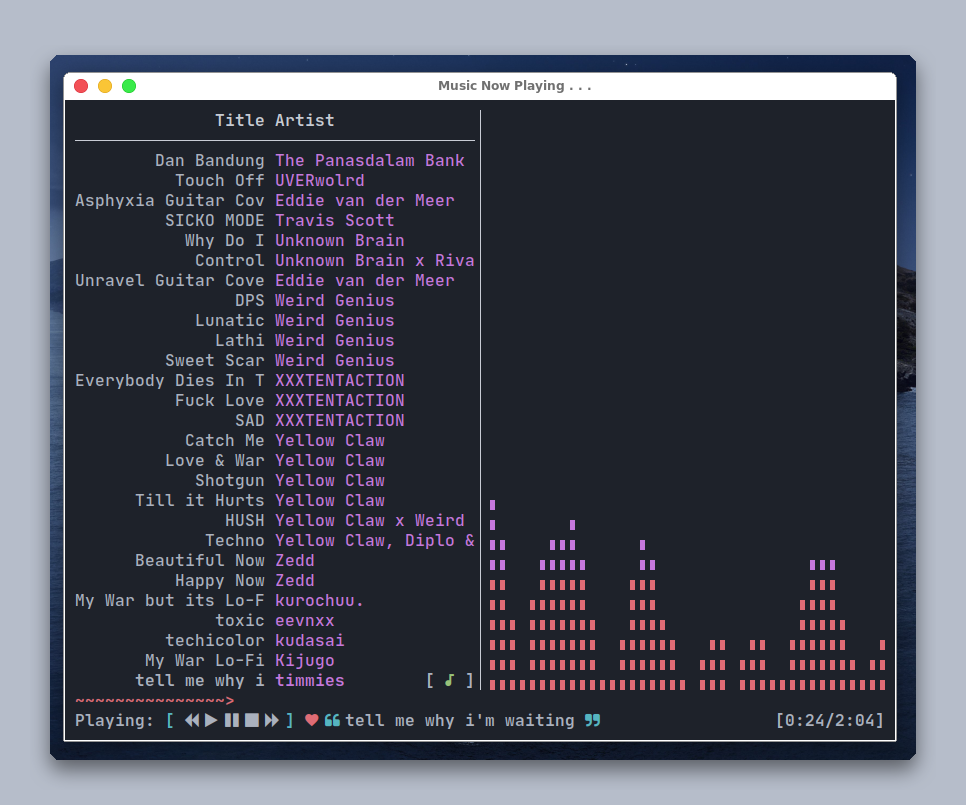 Music Now Playing . . .
Title Artist
Dan Bandung The Panasdalam Bank
Touch Off UVERwolrd
Asphyxia Guitar Cov Eddie van der Meer
SICKO MODE Travis Scott
Why Do I Unknown Brain
Control Unknown Brain x Riva
Unravel Guitar Cove Eddie van der Meer
DPS Weird Genius
Lunatic Weird Genius
Lathi Weird Genius
Sweet Scar Weird Genius
Everybody Dies In T XXXTENTACTION
Fuck Love XXXTENTACTION
SAD XXXTENTACTION
Catch Me Yellow Claw
Love & War Yellow Claw
Shotgun Yellow Claw
Till it Hurts Yellow Claw
HUSH Yellow Claw x Weird
Techno Yellow Claw, Diplo &
Beautiful Now Zedd
Happy Now Zedd
My War but its Lo-F kurochuu.
toxic eevnxx
techicolor kudasai
My War Lo-Fi Kijugo
tell me why i timmies [ ♪ ]
~~~~~~~~~~~~~~~>
Playing: [ ⏪ ▶ ⏸ ⏹ ⏩ ] ♥ ❝ tell me why i'm waiting ❞ [0:24/2:04]